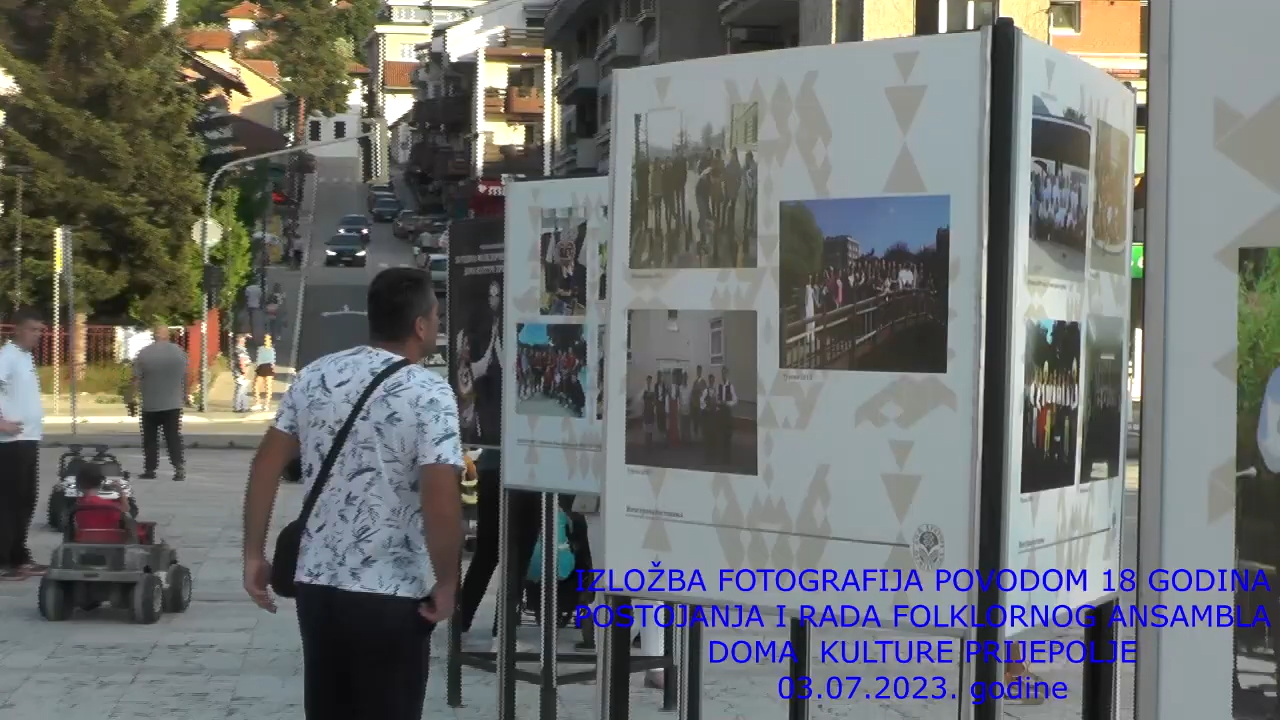 IZLOŽBA FOTOGRAFIJA POVODOM 18 GODINA
POSTOJANJA I RADA FOLKLORNOG ANSAMBLA
DOMA KULTURE PRIJEPOLJE
03.07.2023. godine